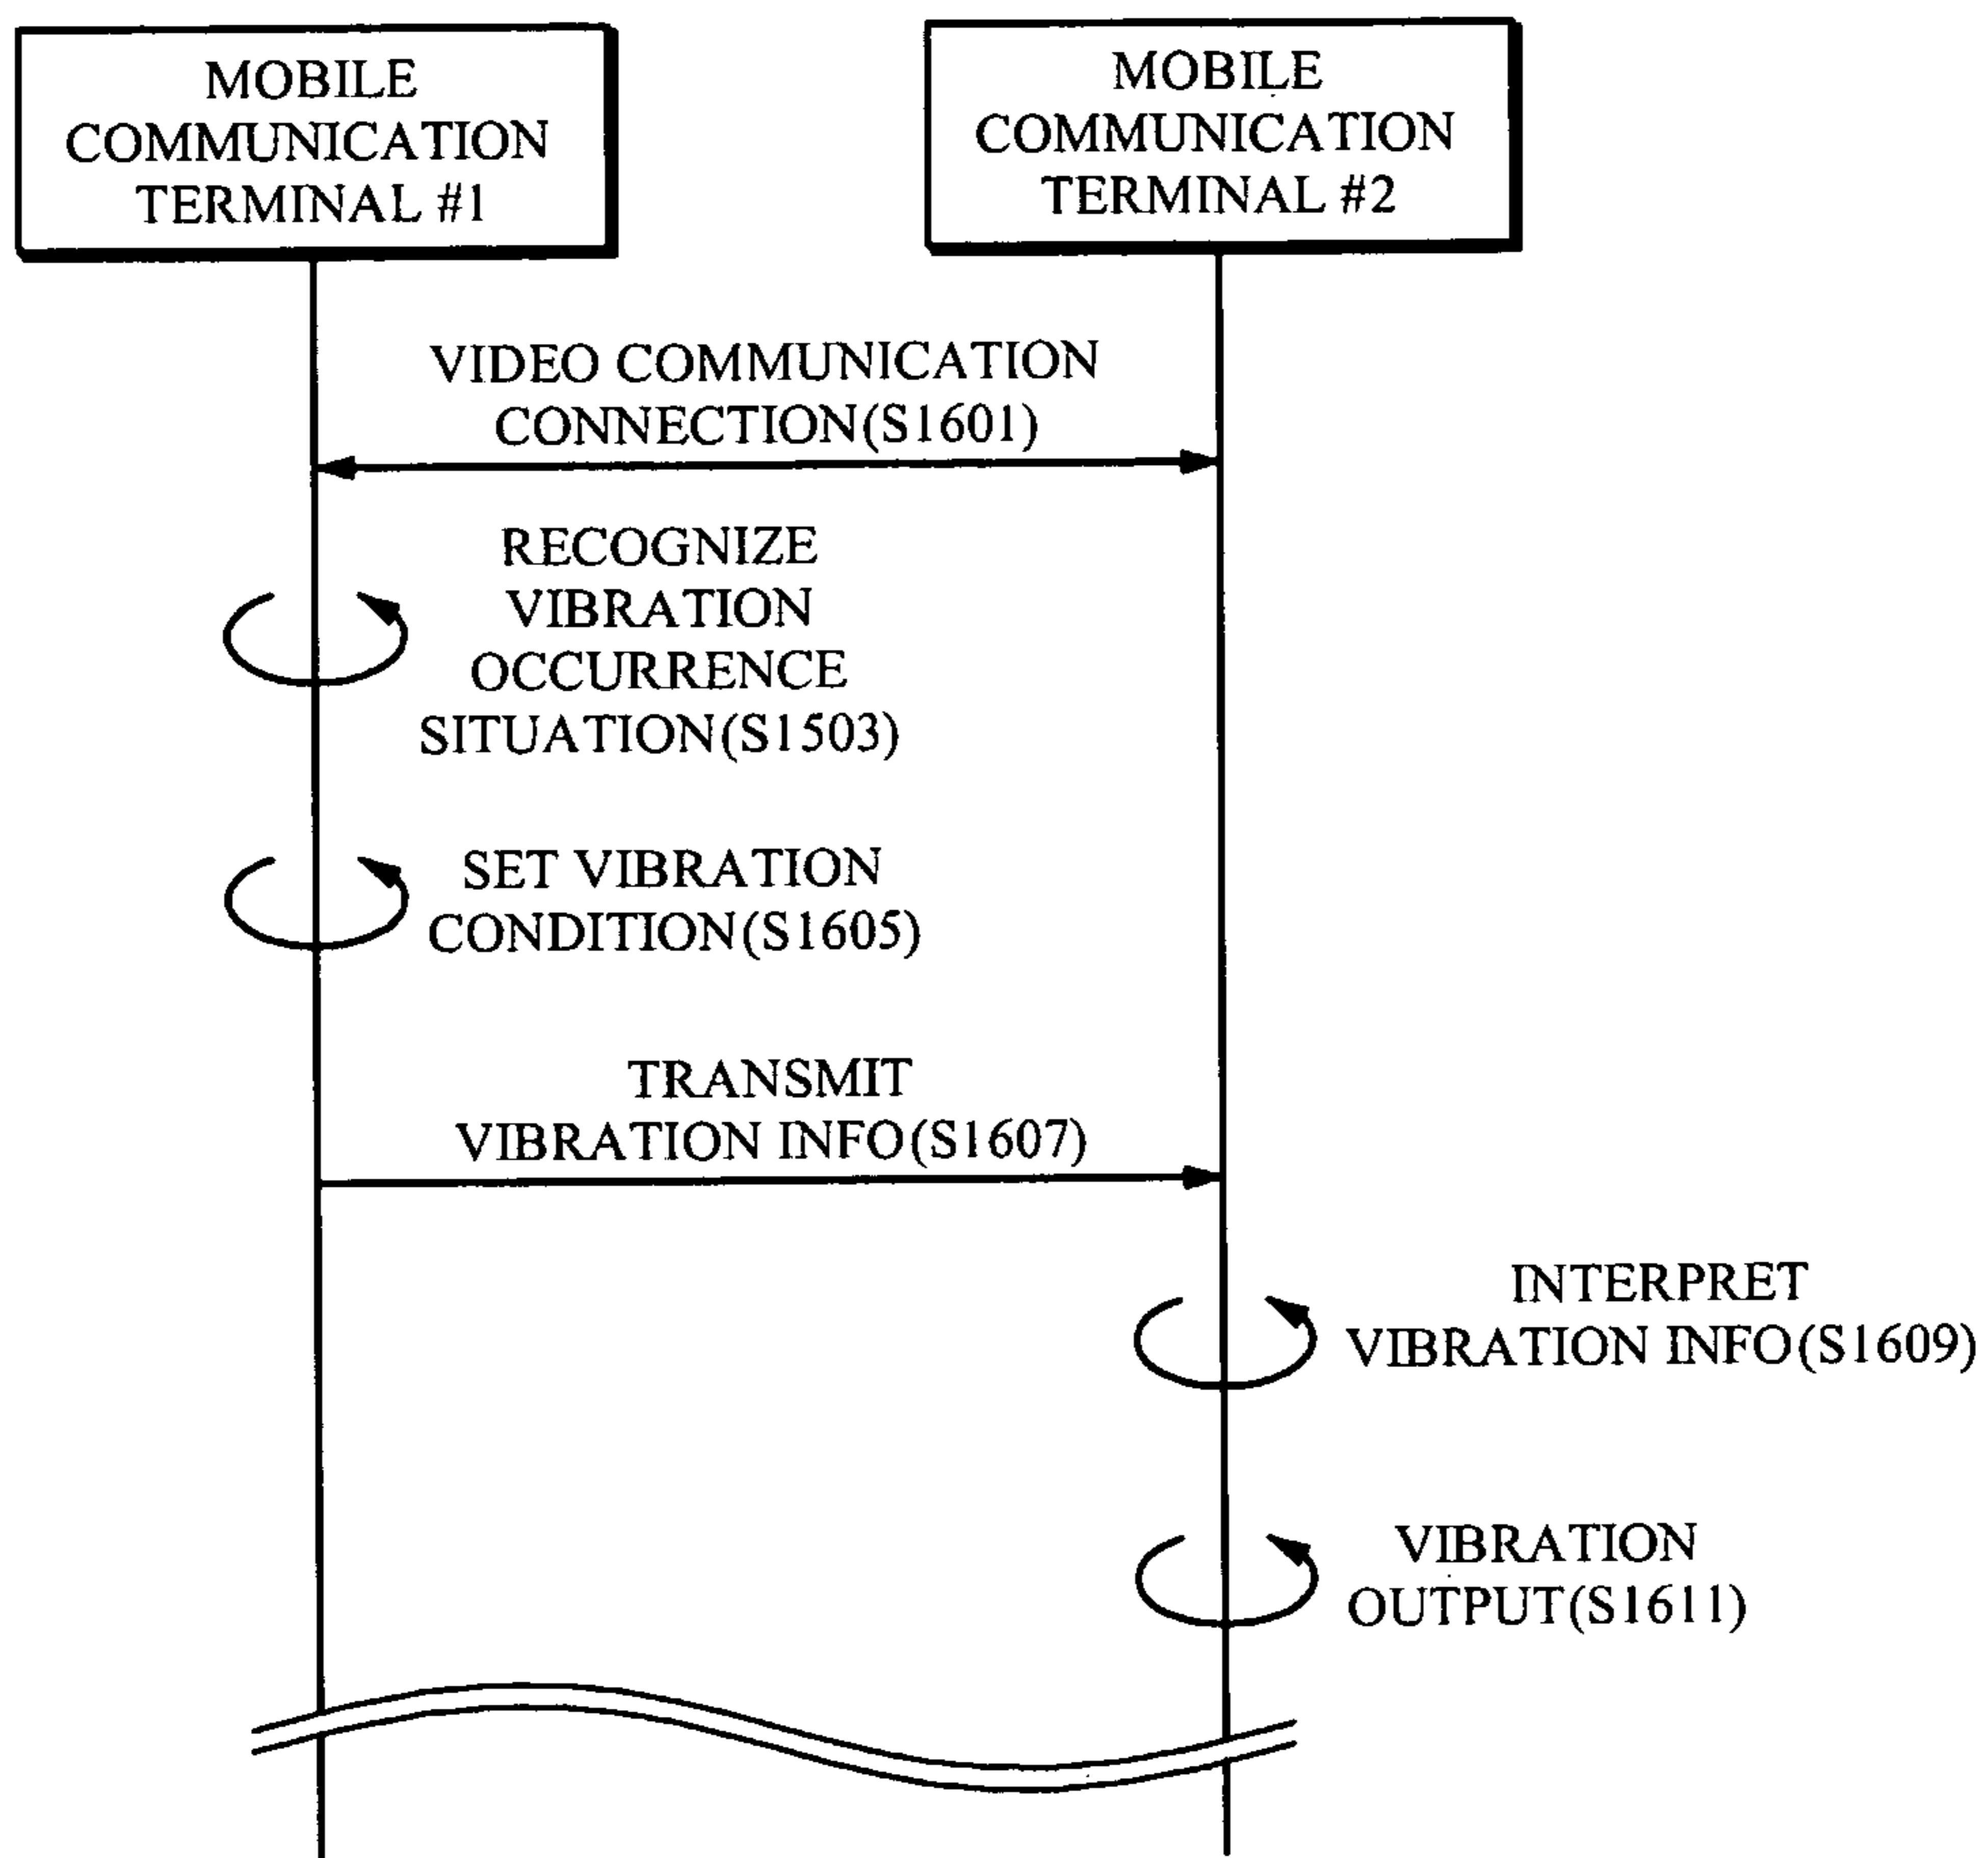 MOBILE
COMMUNICATION
TERMINAL #1
MOBILE
COMMUNICATION
TERMINAL #2
VIDEO COMMUNICATION
CONNECTION(S1601)
RECOGNIZE
VIBRATION
OCCURRENCE
SITUATION(S1503)
SET VIBRATION
CONDITION(S1605)
TRANSMIT
VIBRATION INFO(S1607)
INTERPRET
VIBRATION INFO(S1609)
VIBRATION
OUTPUT(S1611)